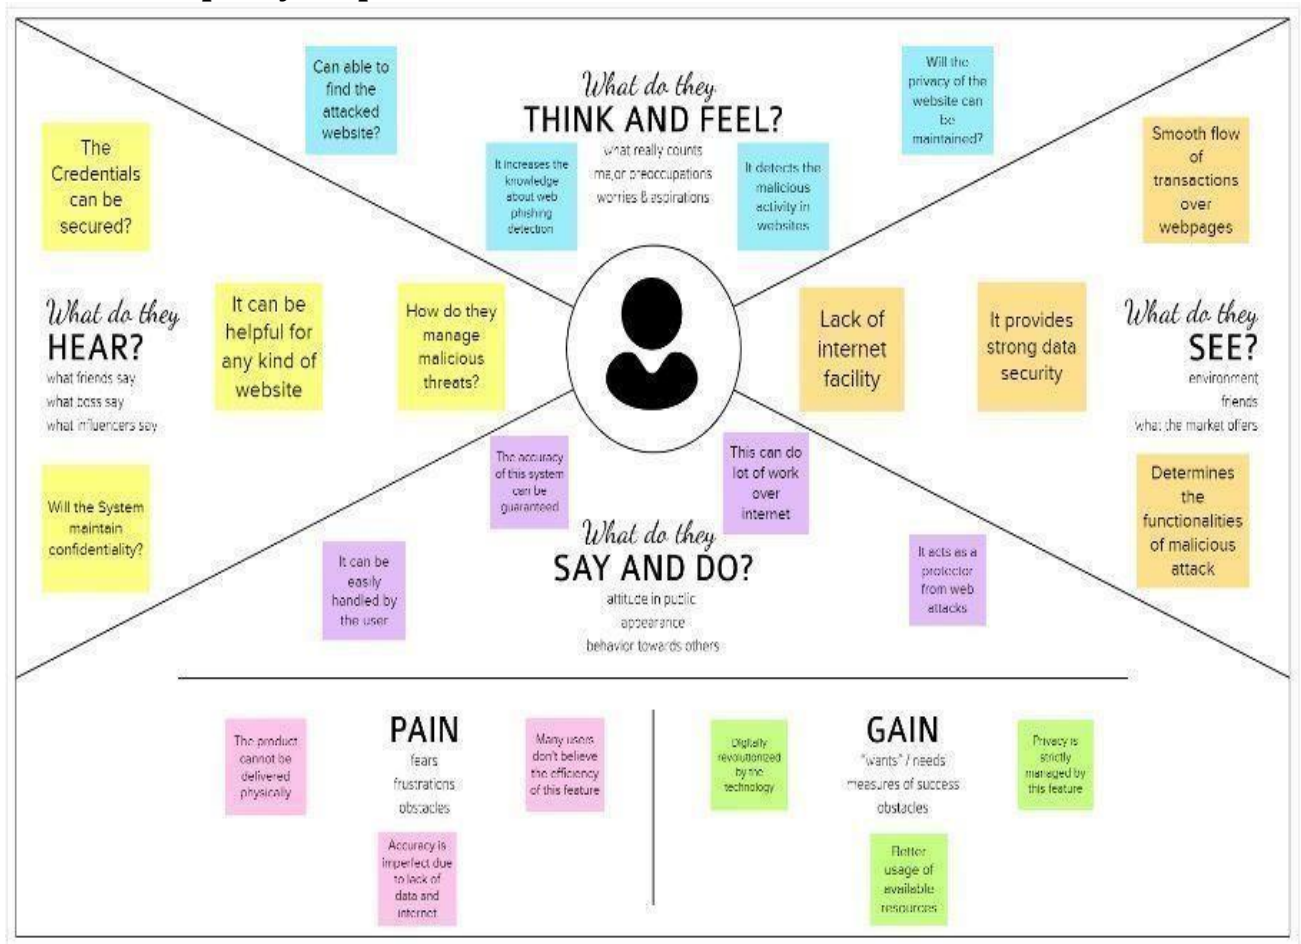 Can able to
find the
attacked
website?
What do they
THINK AND FEEL?
what really counts
major preoccupations
worries & aspirations
It increases the
knowledge
about web
phishing
detection
It detects the
malicious
activity in
websites
Will the
privacy of the
website can
be
maintained?
The
Credentials
can be
secured?
What do they
HEAR?
what friends say
what boss say
what influencers say
It can be
helpful for
any kind of
website
How do they
manage
malicious
threats?
Will the System
maintain
confidentiality?
Smooth flow
of
transactions
over
webpages
Lack of
internet
facility
It provides
strong data
security
What do they
SEE?
environment
friends
what the market offers
Determines
the
functionalities
of malicious
attack
The accuracy
of this system
can be
guaranteed
This can do
lot of work
over
internet
What do they
SAY AND DO?
attitude in public
appearance
behavior towards others
It can be
easily
handled by
the user
It acts as a
protector
from web
attacks
The product
cannot be
delivered
physically
PAIN
fears
frustrations
obstacles
Many users
don't believe
the efficiency
of this feature
Accuracy is
imperfect due
to lack of
data and
internet
Digitally
revolutionized
by the
technology
GAIN
"wants" / needs
measures of success
obstacles
Privacy is
strictly
managed by
this feature
Better
usage of
available
resources